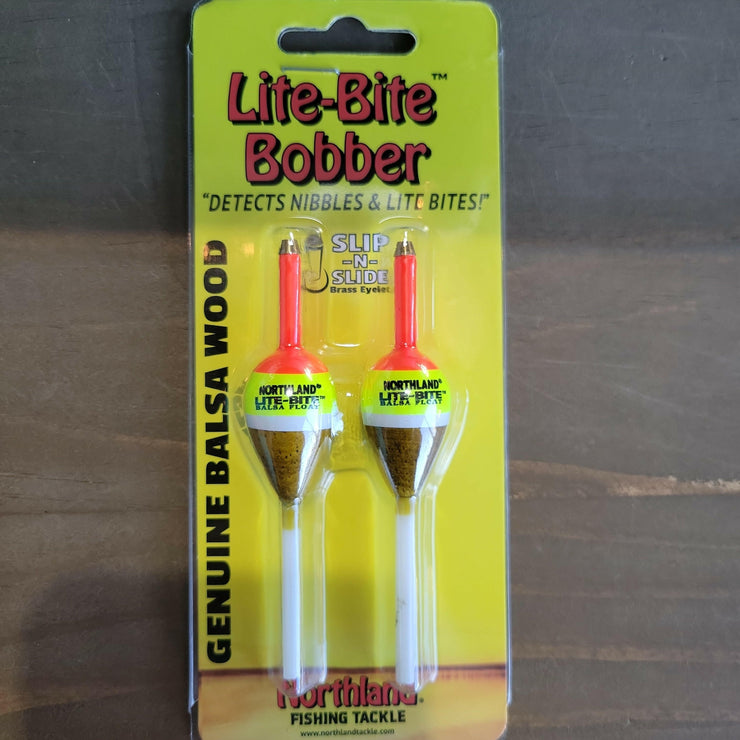 Lite-Bite™
Bobber
"DETECTS NIBBLES & LITE BITES!"
SLIP
-N-
SLIDE
Brass Eyelet
GENUINE BALSA WOOD
NORTHLAND®
LITE-BITE™
BALSA FLOAT
NORTHLAND®
LITE-BITE™
BALSA FLOAT
Northland®
FISHING TACKLE
www.northlandtackle.com